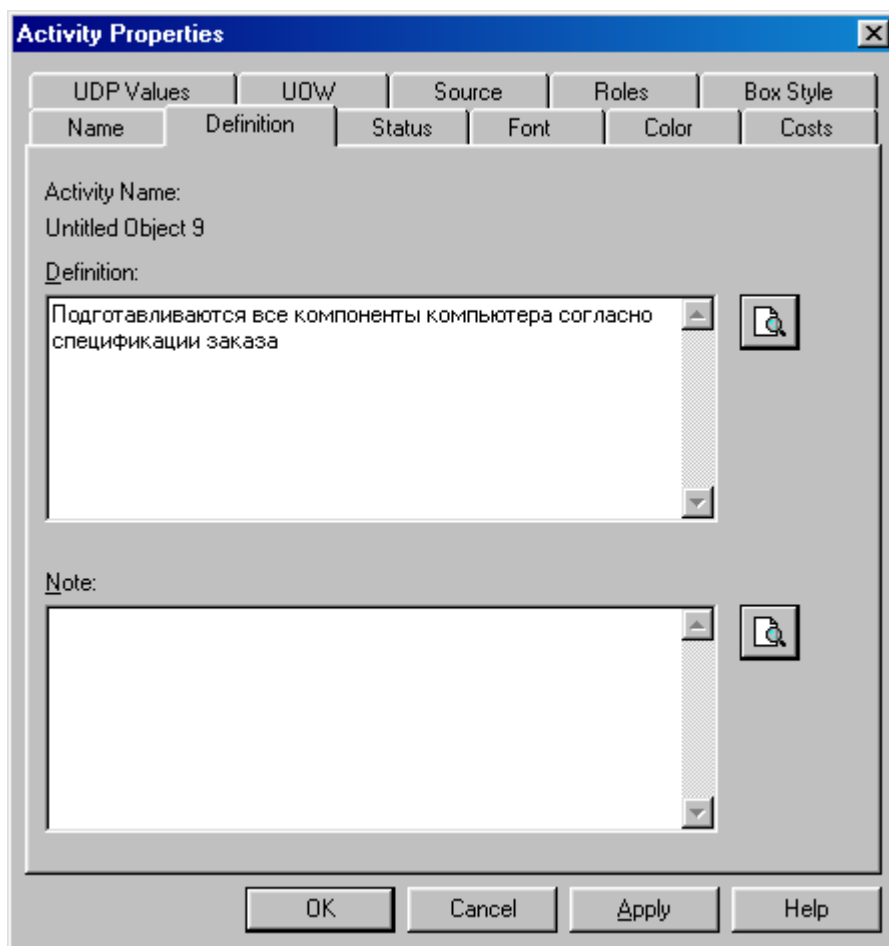 Activity Properties
UDP Values UOW Source Roles Box Style
Name Definition Status Font Color Costs
Activity Name:
Untitled Object 9
Definition:
Подготавливаются все компоненты компьютера согласно
спецификации заказа
Note:
OK Cancel Apply Help